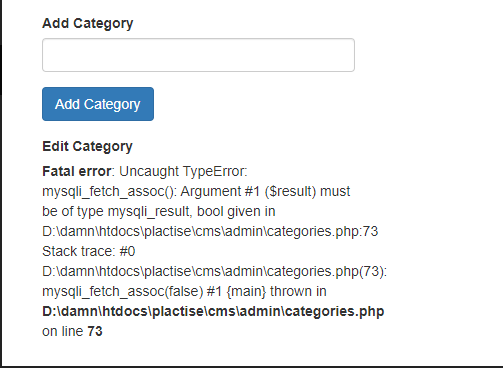 Add Category
Add Category
Edit Category
Fatal error: Uncaught TypeError:
mysqli_fetch_assoc(): Argument #1 ($result) must
be of type mysqli_result, bool given in
D:\damn\htdocs\plactise\cms\admin\categories.php:73
Stack trace: #0
D:\damn\htdocs\plactise\cms\admin\categories.php(73):
mysqli_fetch_assoc(false) #1 {main} thrown in
D:\damn\htdocs\plactise\cms\admin\categories.php
on line 73